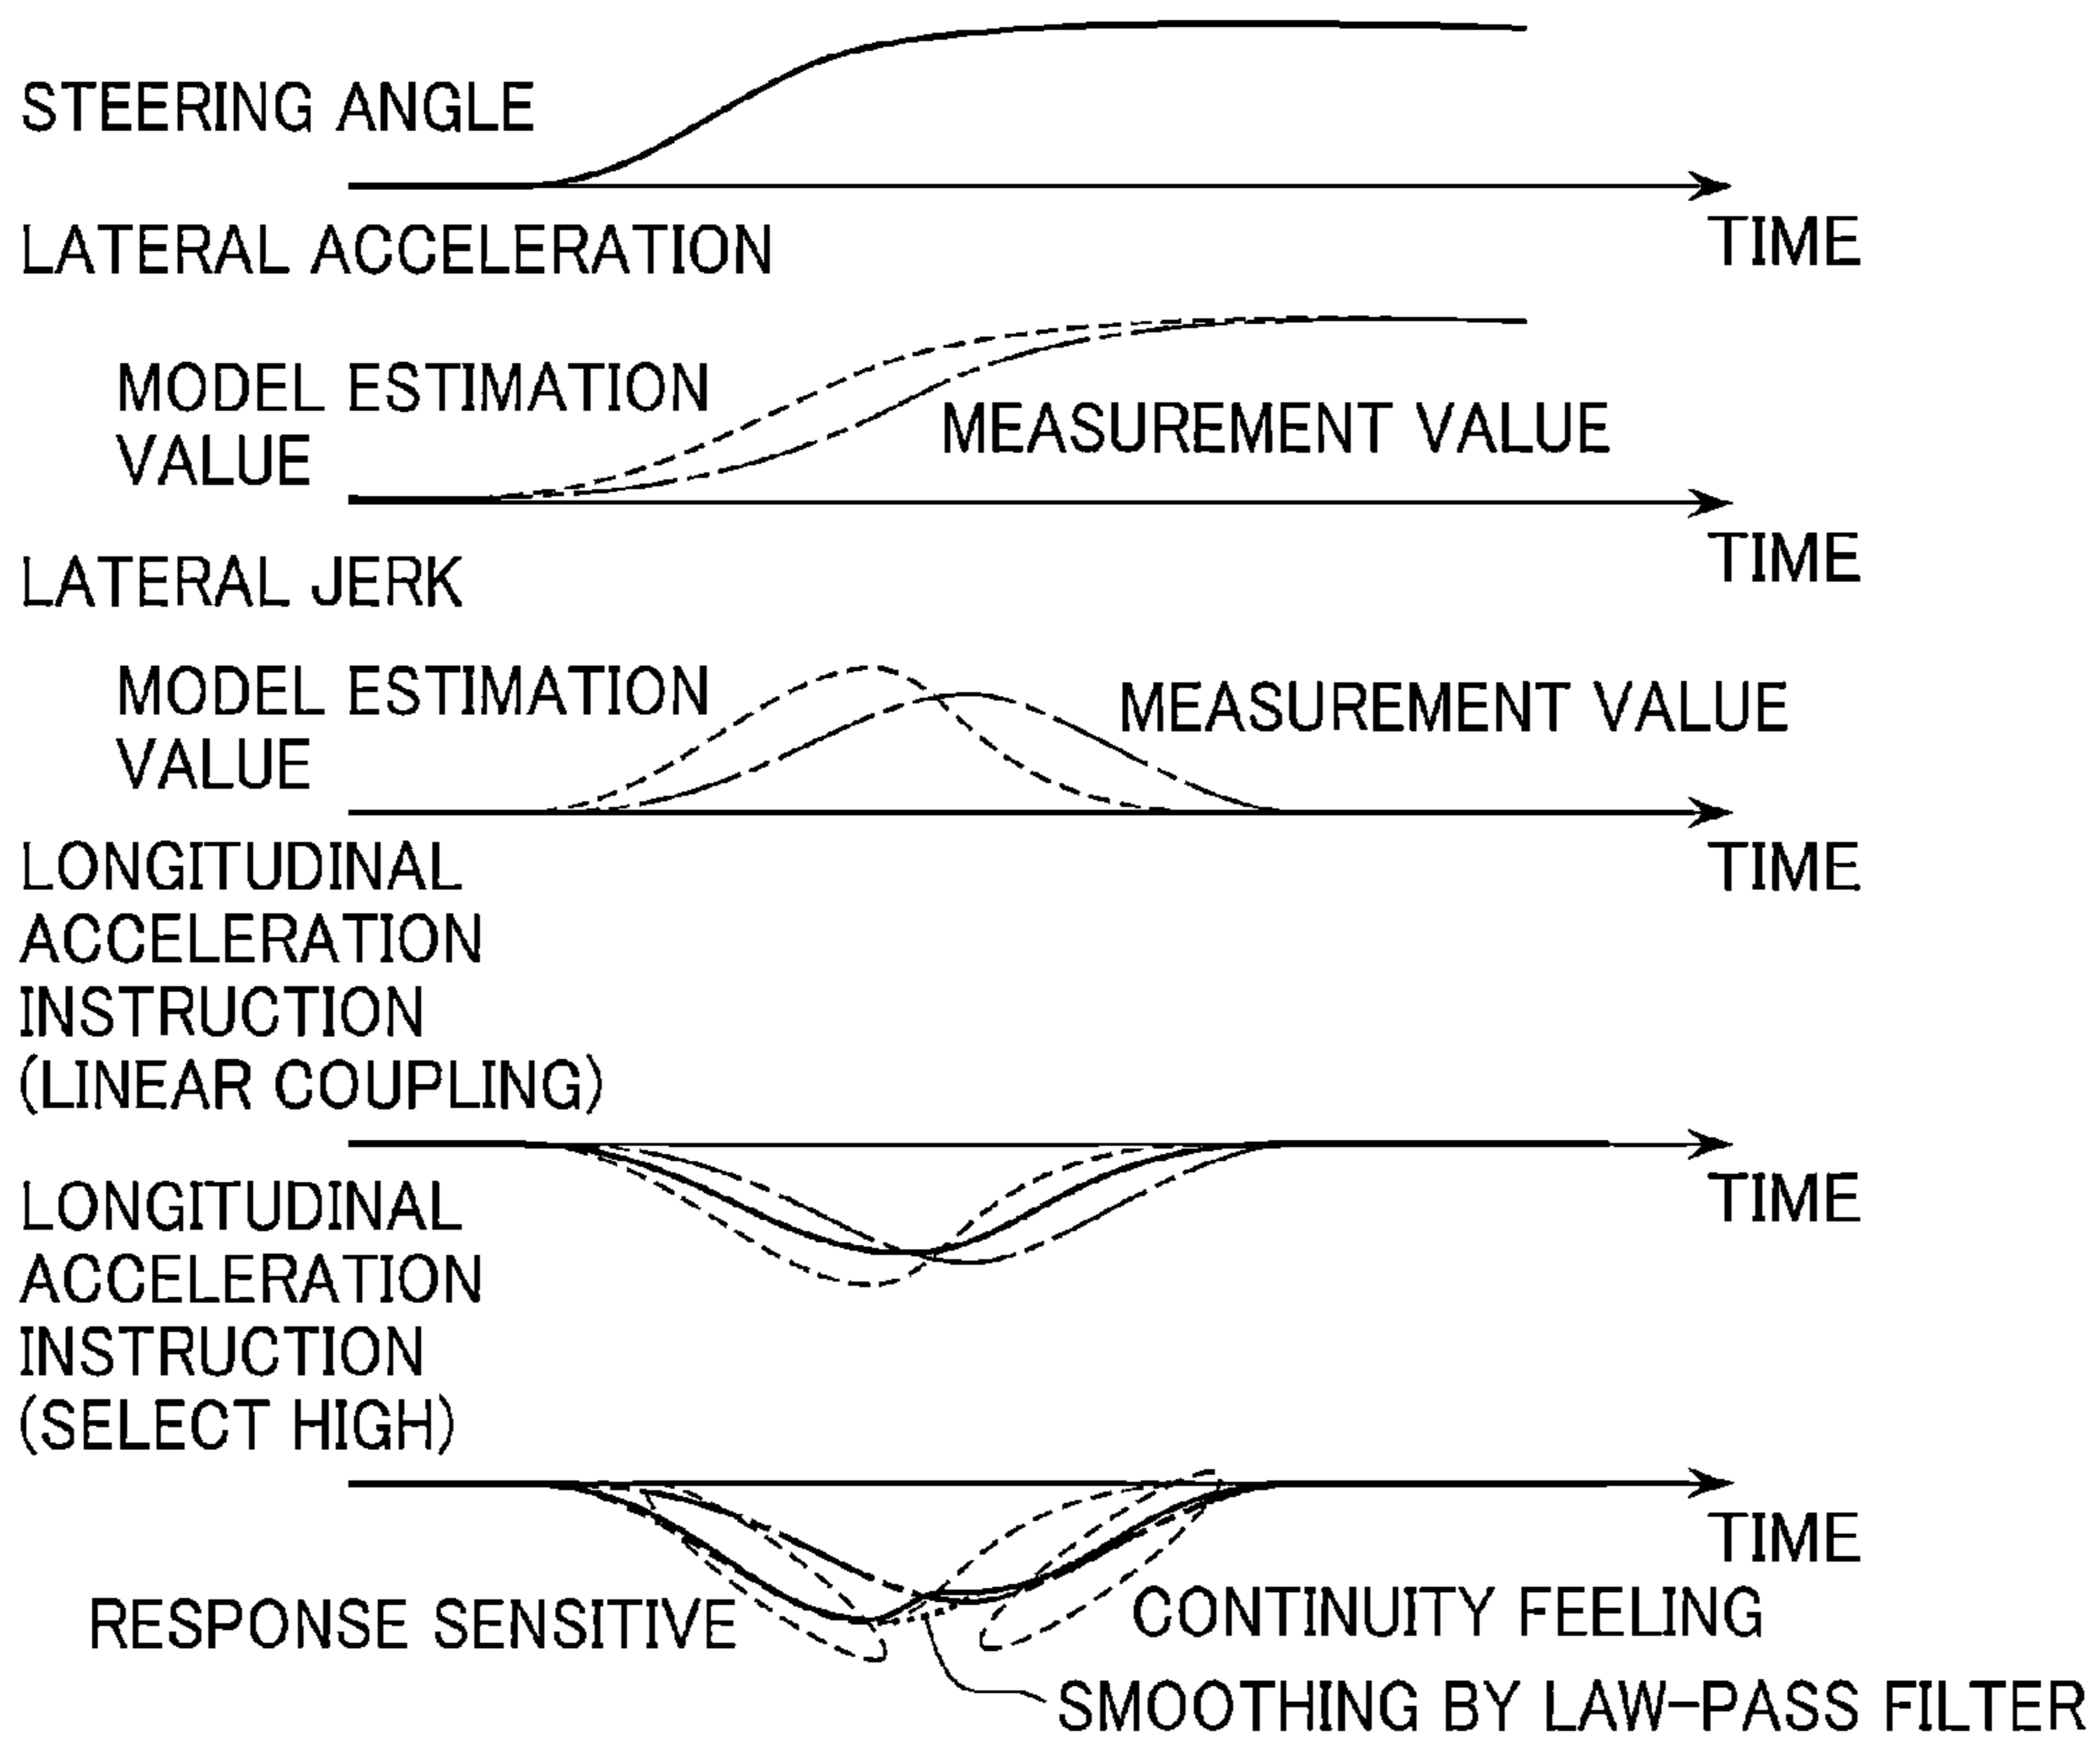 STEERING ANGLE
TIME
LATERAL ACCELERATION
MODEL ESTIMATION
VALUE
MEASUREMENT VALUE
TIME
LATERAL JERK
MODEL ESTIMATION
VALUE
MEASUREMENT VALUE
TIME
LONGITUDINAL
ACCELERATION
INSTRUCTION
(LINEAR COUPLING)
TIME
LONGITUDINAL
ACCELERATION
INSTRUCTION
(SELECT HIGH)
TIME
RESPONSE SENSITIVE
CONTINUITY FEELING
SMOOTHING BY LAW-PASS FILTER